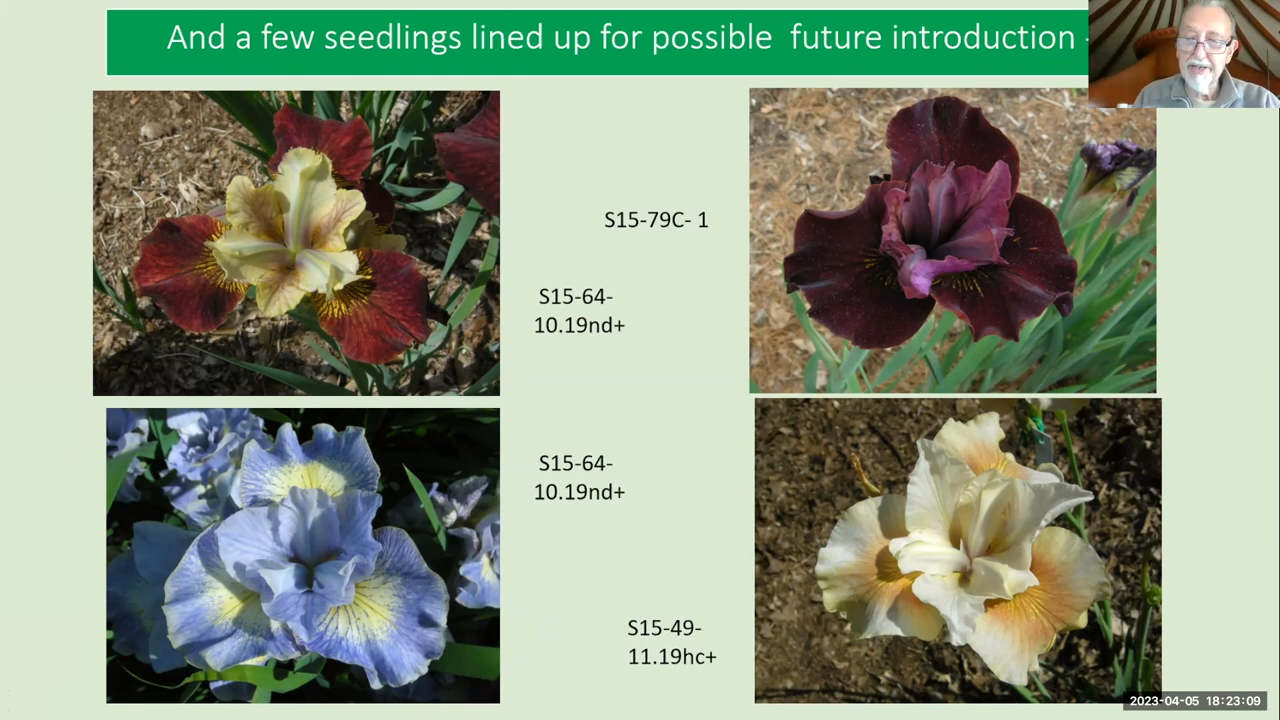 And a few seedlings lined up for possible  future introduction -
S15-79C- 1
S15-64-
10.19nd+
S15-64-
10.19nd+
S15-49-
11.19hc+
2023-04-05  18:23:09